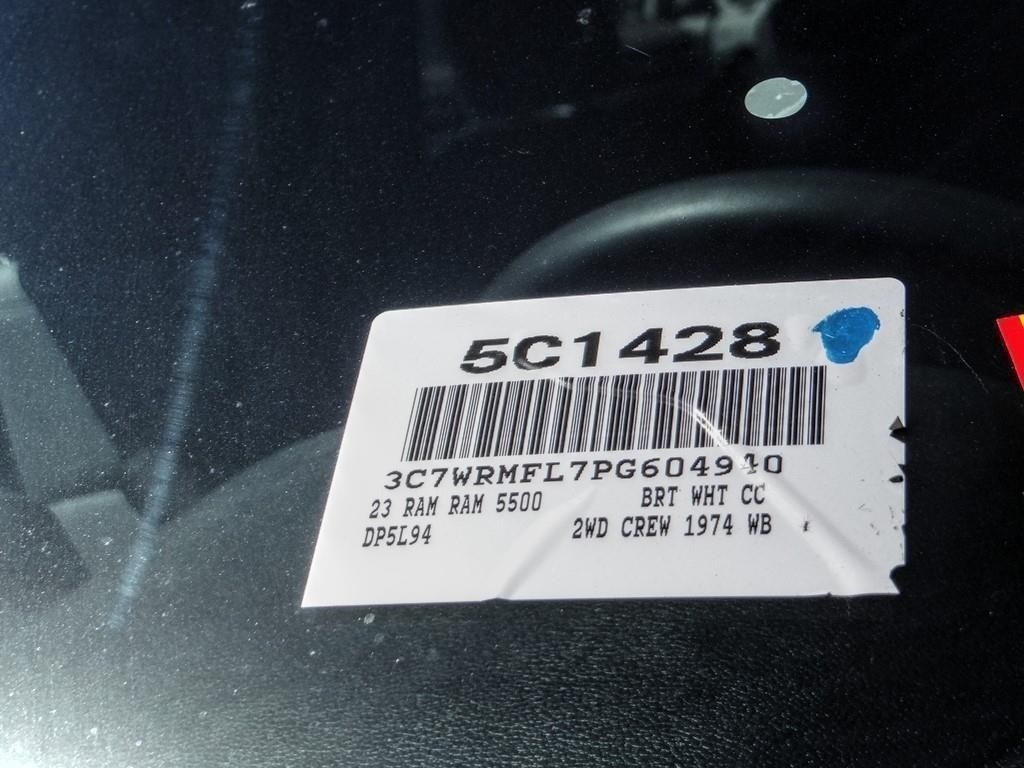 5C1428
3C7WRMFL7PG604940
23 RAM RAM 5500 BRT WHT CC
DP5L94 2WD CREW 1974 WB